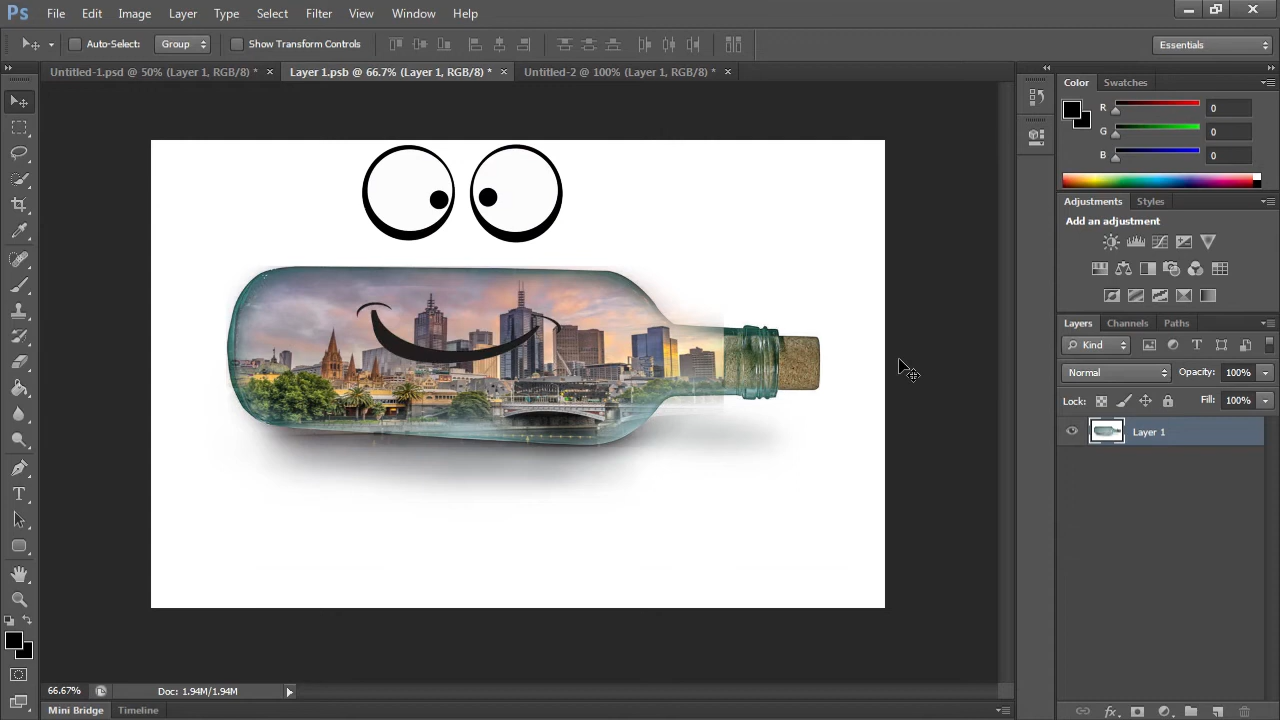 Ps File Edit Image Layer Type Select Filter View Window Help
Auto-Select: Group Show Transform Controls Essentials
Untitled-1.psd @ 50% (Layer 1, RGB/8) * × Layer 1.psb @ 66.7% (Layer 1, RGB/8) * × Untitled-2 @ 100% (Layer 1, RGB/8) * ×
Color Swatches
R 0
G 0
B 0
Adjustments Styles
Add an adjustment
Layers Channels Paths
Kind T
Normal Opacity: 100%
Lock: Fill: 100%
Layer 1
T
66.67% Doc: 1.94M/1.94M
fx
Mini Bridge Timeline